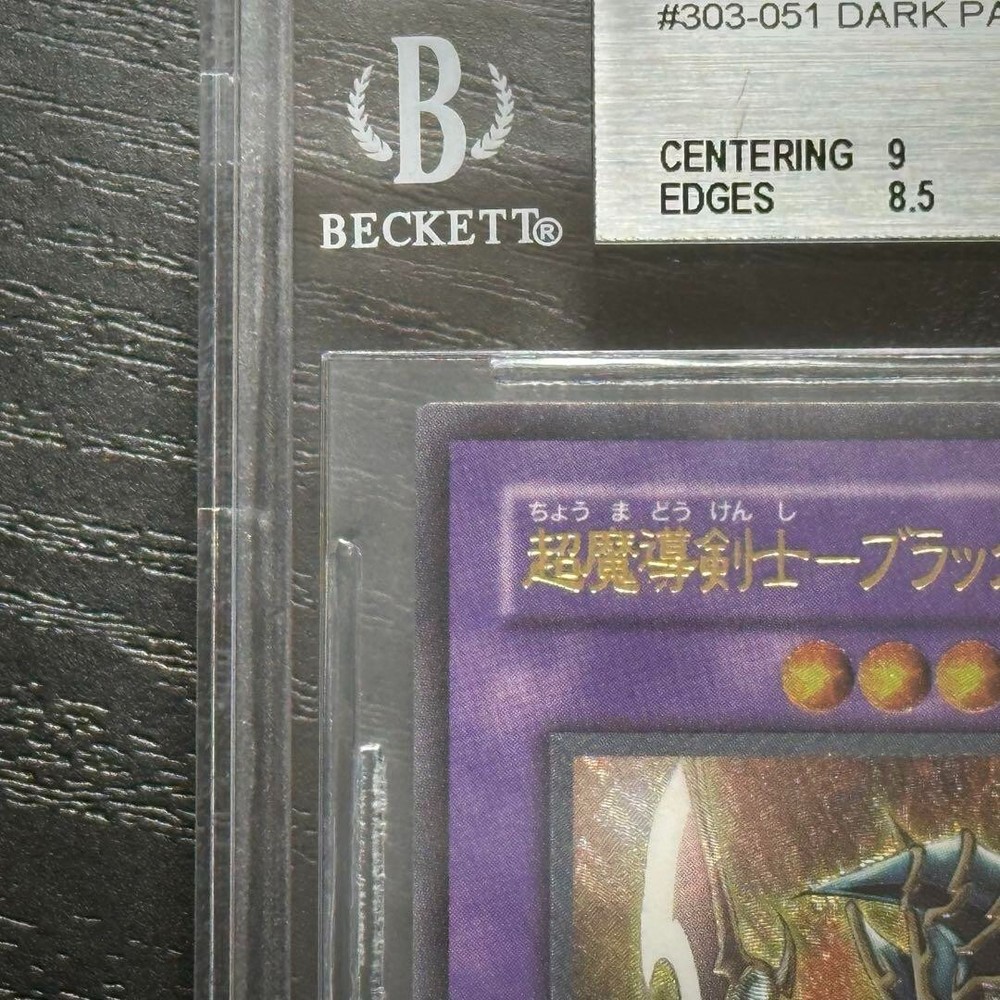 #303-051 DARK PA
B
BECKETT®
CENTERING 9
EDGES 8.5
ちょう ま どう けん し
超魔導剣士－ブラッ